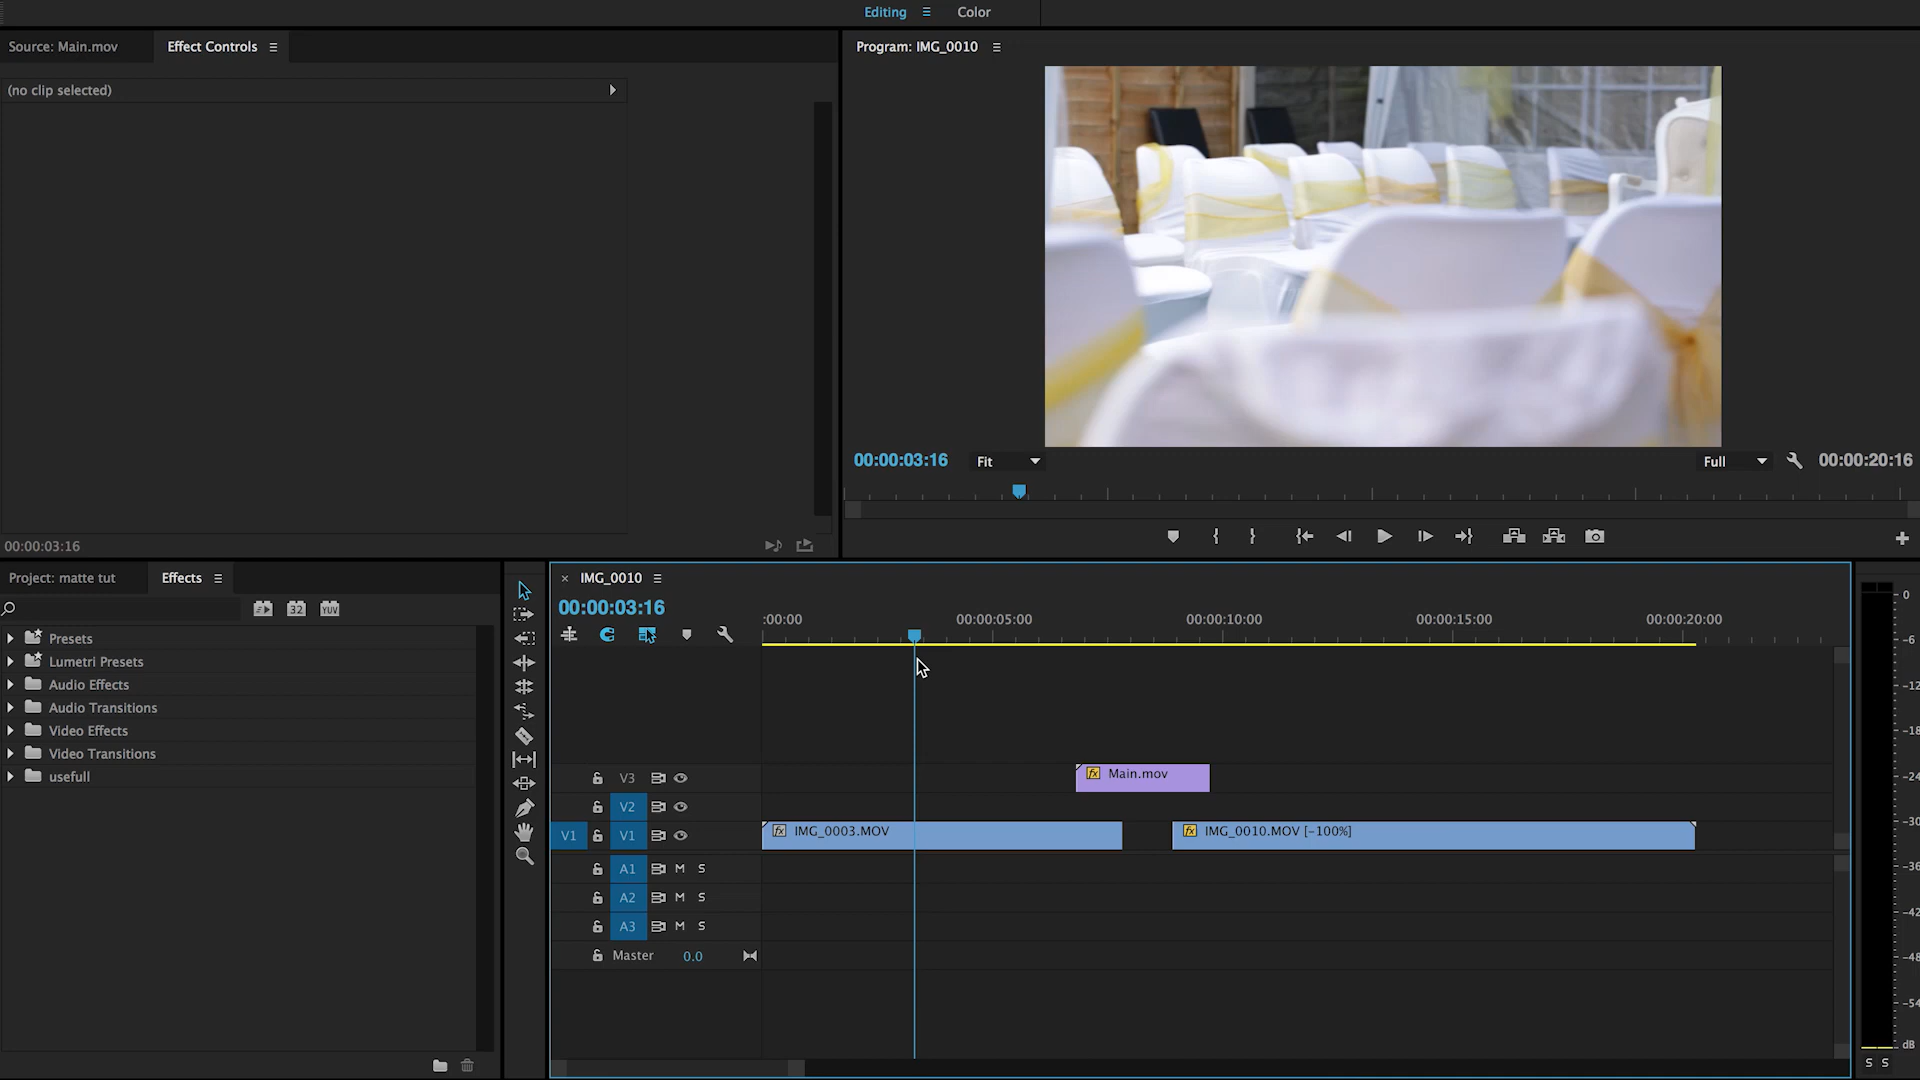 Editing
Color
Source: Main.mov
Effect Controls
Program: IMG_0010
(no clip selected)
00:00:03:16
Fit
Full
00:00:20:16
00:00:03:16
Project: matte tut
Effects
32
YUV
Presets
Lumetri Presets
Audio Effects
Audio Transitions
Video Effects
Video Transitions
usefull
× IMG_0010
00:00:03:16
:00:00
00:00:05:00
00:00:10:00
00:00:15:00
00:00:20:00
V3
fx Main.mov
V2
V1 V1
fx IMG_0003.MOV
fx IMG_0010.MOV [-100%]
A1 M S
A2 M S
A3 M S
Master 0.0
0
-6
-12
-18
-24
-30
-36
-42
-48
-54
dB
S S